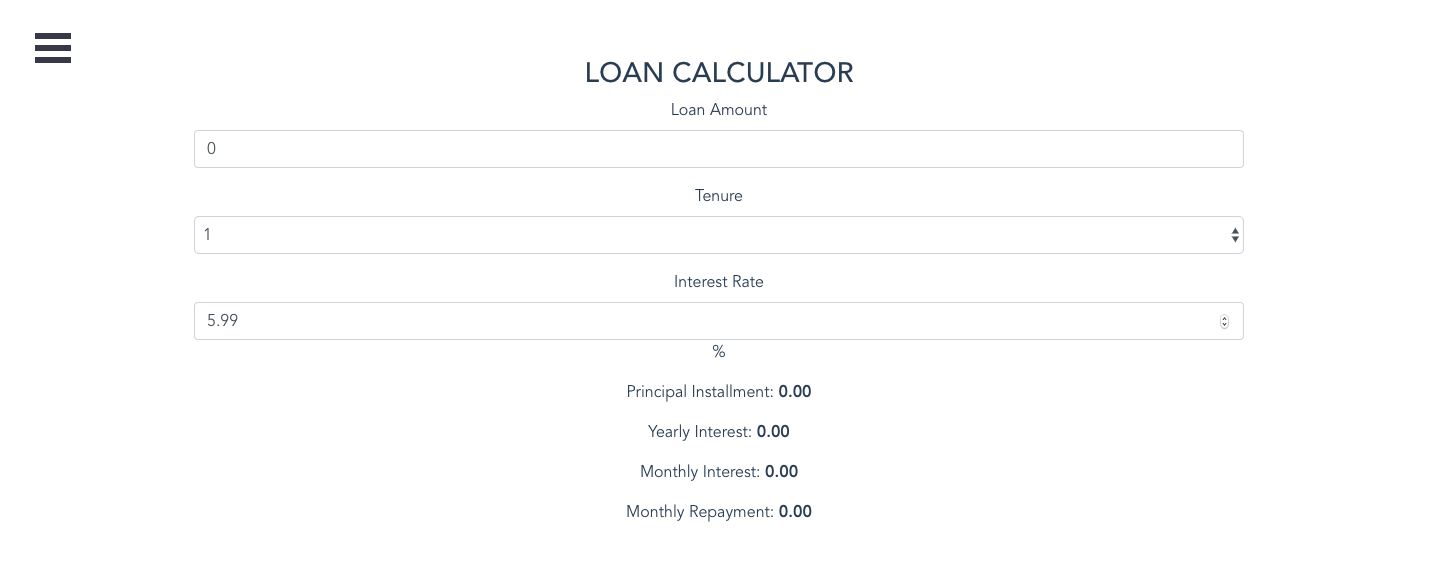 LOAN CALCULATOR
Loan Amount
0
Tenure
1
Interest Rate
5.99
%
Principal Installment: 0.00
Yearly Interest: 0.00
Monthly Interest: 0.00
Monthly Repayment: 0.00